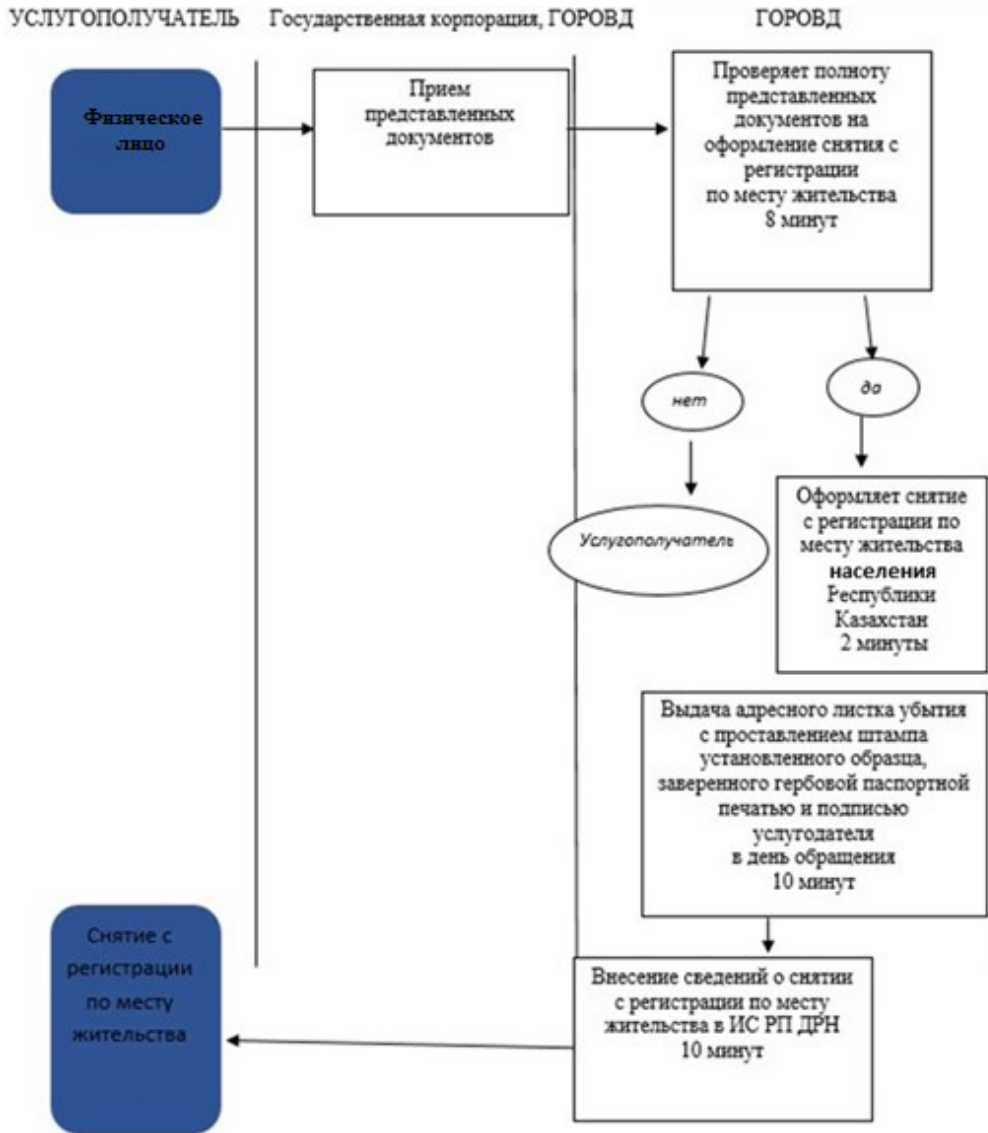 УСЛУГОПОЛУЧАТЕЛЬ
Государственная корпорация, ГОРОВД
ГОРОВД
Физическое
лицо
Прием
представленных
документов
Проверяет полноту
представленных
документов на
оформление снятия с
регистрации
по месту жительства
8 минут
нет
да
Услугополучатель
Оформляет снятие
с регистрации по
месту жительства
населения
Республики
Казахстан
2 минуты
Выдача адресного листка убытия
с проставлением штампа
установленного образца,
заверенного гербовой паспортной
печатью и подписью
услугодателя
в день обращения
10 минут
Внесение сведений о снятии
с регистрации по месту
жительства в ИС РП ДРН
10 минут
Снятие с
регистрации
по месту
жительства